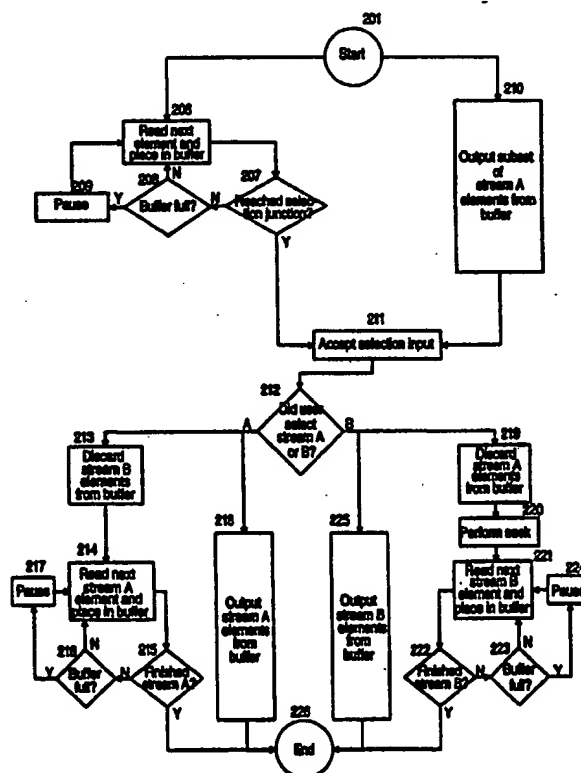 201
Start
206
Read next
element and
place in buffer
210
Output subset
of
stream A
elements from
buffer
209
Pause
Y
208
Buffer full?
N
N
207
Reached selec-
tion junction?
Y
211
Accept selection input
212
Did user
select
stream A
or B?
A
B
213
Discard
stream B
elements
from buffer
219
Discard
stream A
elements
from buffer
220
Perform seek
214
Read next
stream A
element and
place in buffer
217
Pause
218
Output
stream A
elements
from
buffer
225
Output
stream B
elements
from
buffer
221
Read next
stream B
element and
place in buffer
224
Pause
216
Buffer
full?
Y
N
N
215
Finished
stream A?
Y
222
Finished
stream B?
Y
N
223
Buffer
full?
N
Y
226
End